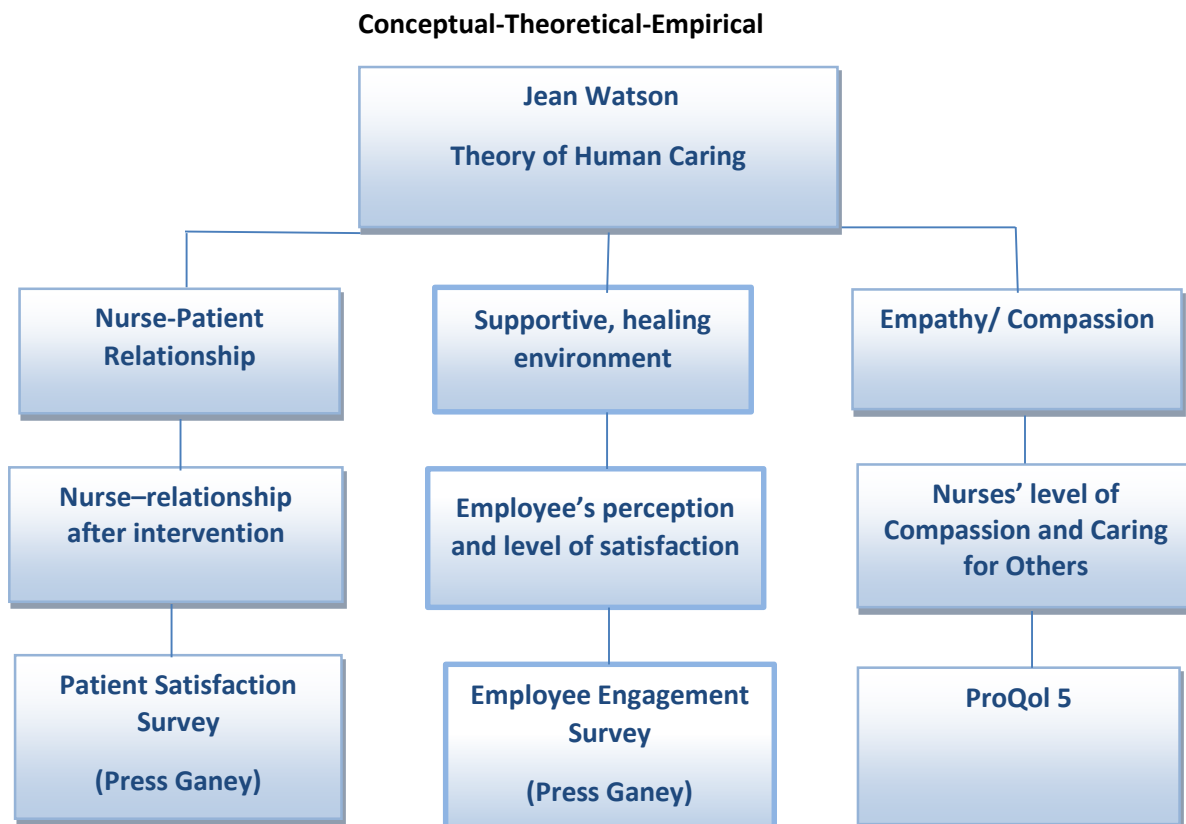 Conceptual-Theoretical-Empirical
Jean Watson
Theory of Human Caring
Nurse-Patient
Relationship
Supportive, healing
environment
Empathy/ Compassion
Nurse–relationship
after intervention
Employee’s perception
and level of satisfaction
Nurses’ level of
Compassion and Caring
for Others
Patient Satisfaction
Survey
(Press Ganey)
Employee Engagement
Survey
(Press Ganey)
ProQol 5